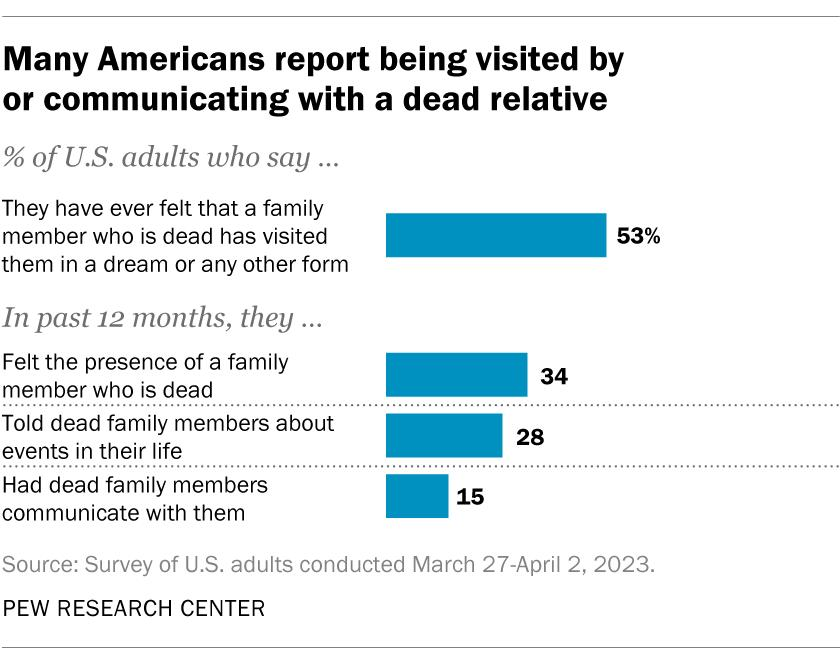 Many Americans report being visited by
or communicating with a dead relative
% of U.S. adults who say ...
They have ever felt that a family
member who is dead has visited
them in a dream or any other form
53%
In past 12 months, they ...
Felt the presence of a family
member who is dead
34
Told dead family members about
events in their life
28
Had dead family members
communicate with them
15
Source: Survey of U.S. adults conducted March 27-April 2, 2023.
PEW RESEARCH CENTER